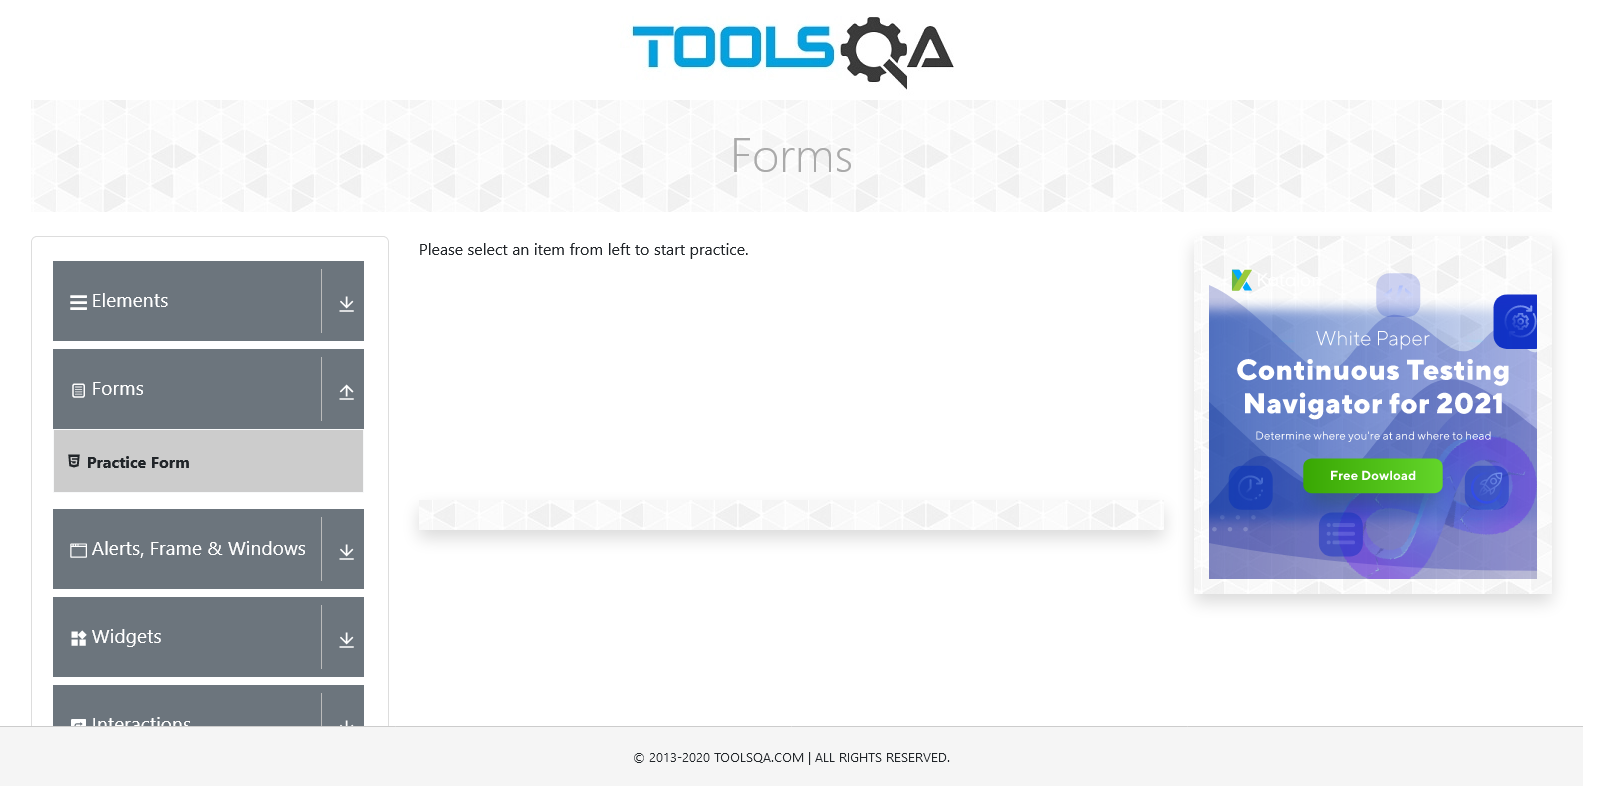 TOOLSQA
Forms
Elements
Forms
Practice Form
Alerts, Frame & Windows
Widgets
Interactions
Please select an item from left to start practice.
White Paper
Continuous Testing
Navigator for 2021
Determine where you're at and where to head
Free Dowload
© 2013-2020 TOOLSQA.COM | ALL RIGHTS RESERVED.